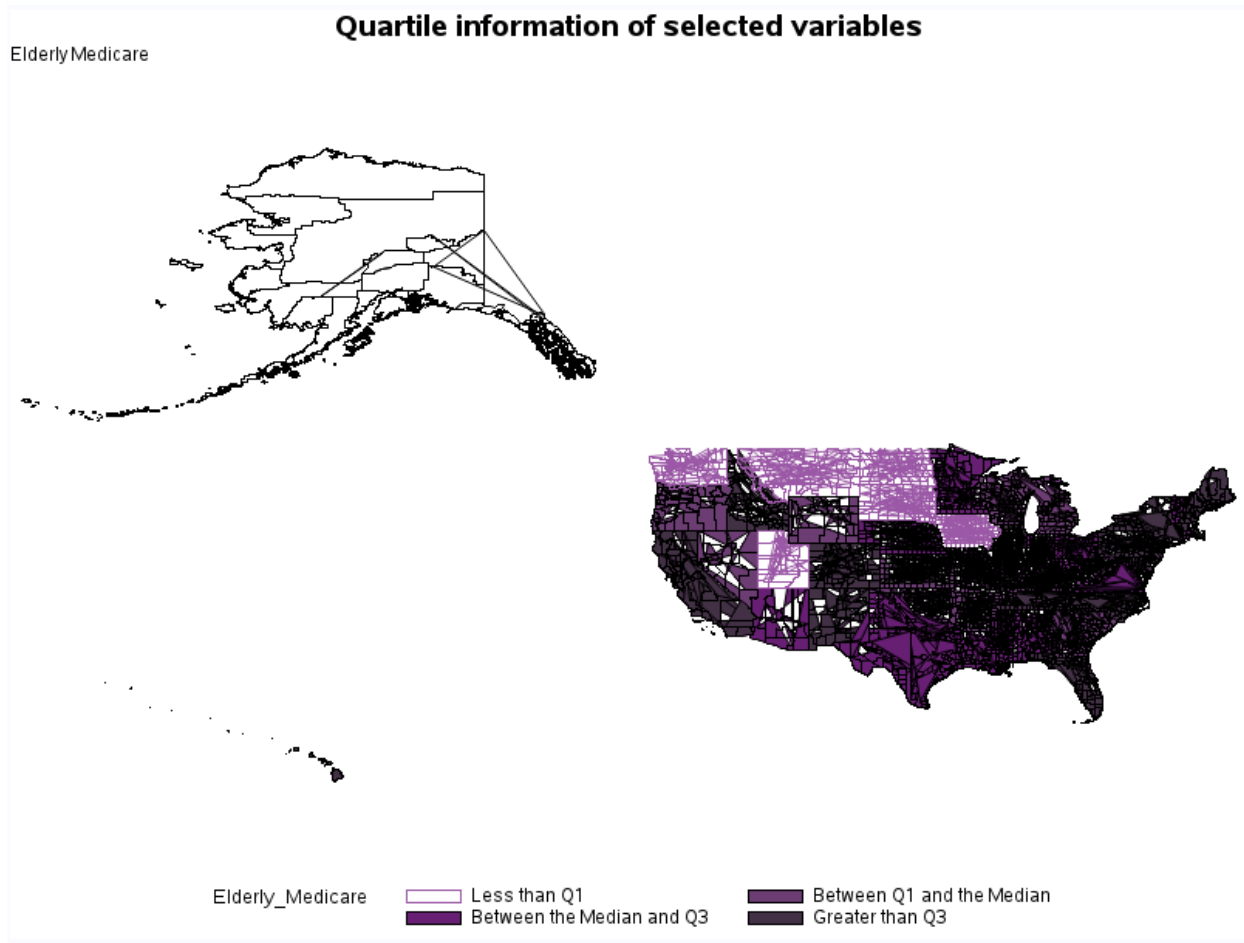 Quartile information of selected variables
Elderly Medicare
Elderly_Medicare Less than Q1 Between Q1 and the Median
Between the Median and Q3 Greater than Q3